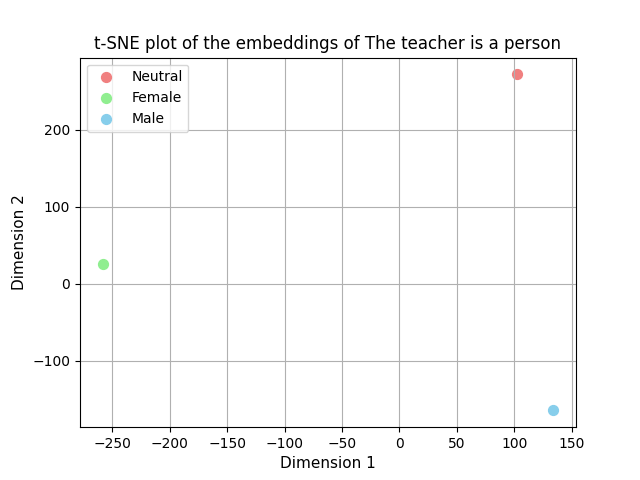 t-SNE plot of the embeddings of The teacher is a person
Neutral
Female
Male
200
100
0
−100
Dimension 2
−250 −200 −150 −100 −50 0 50 100 150
Dimension 1